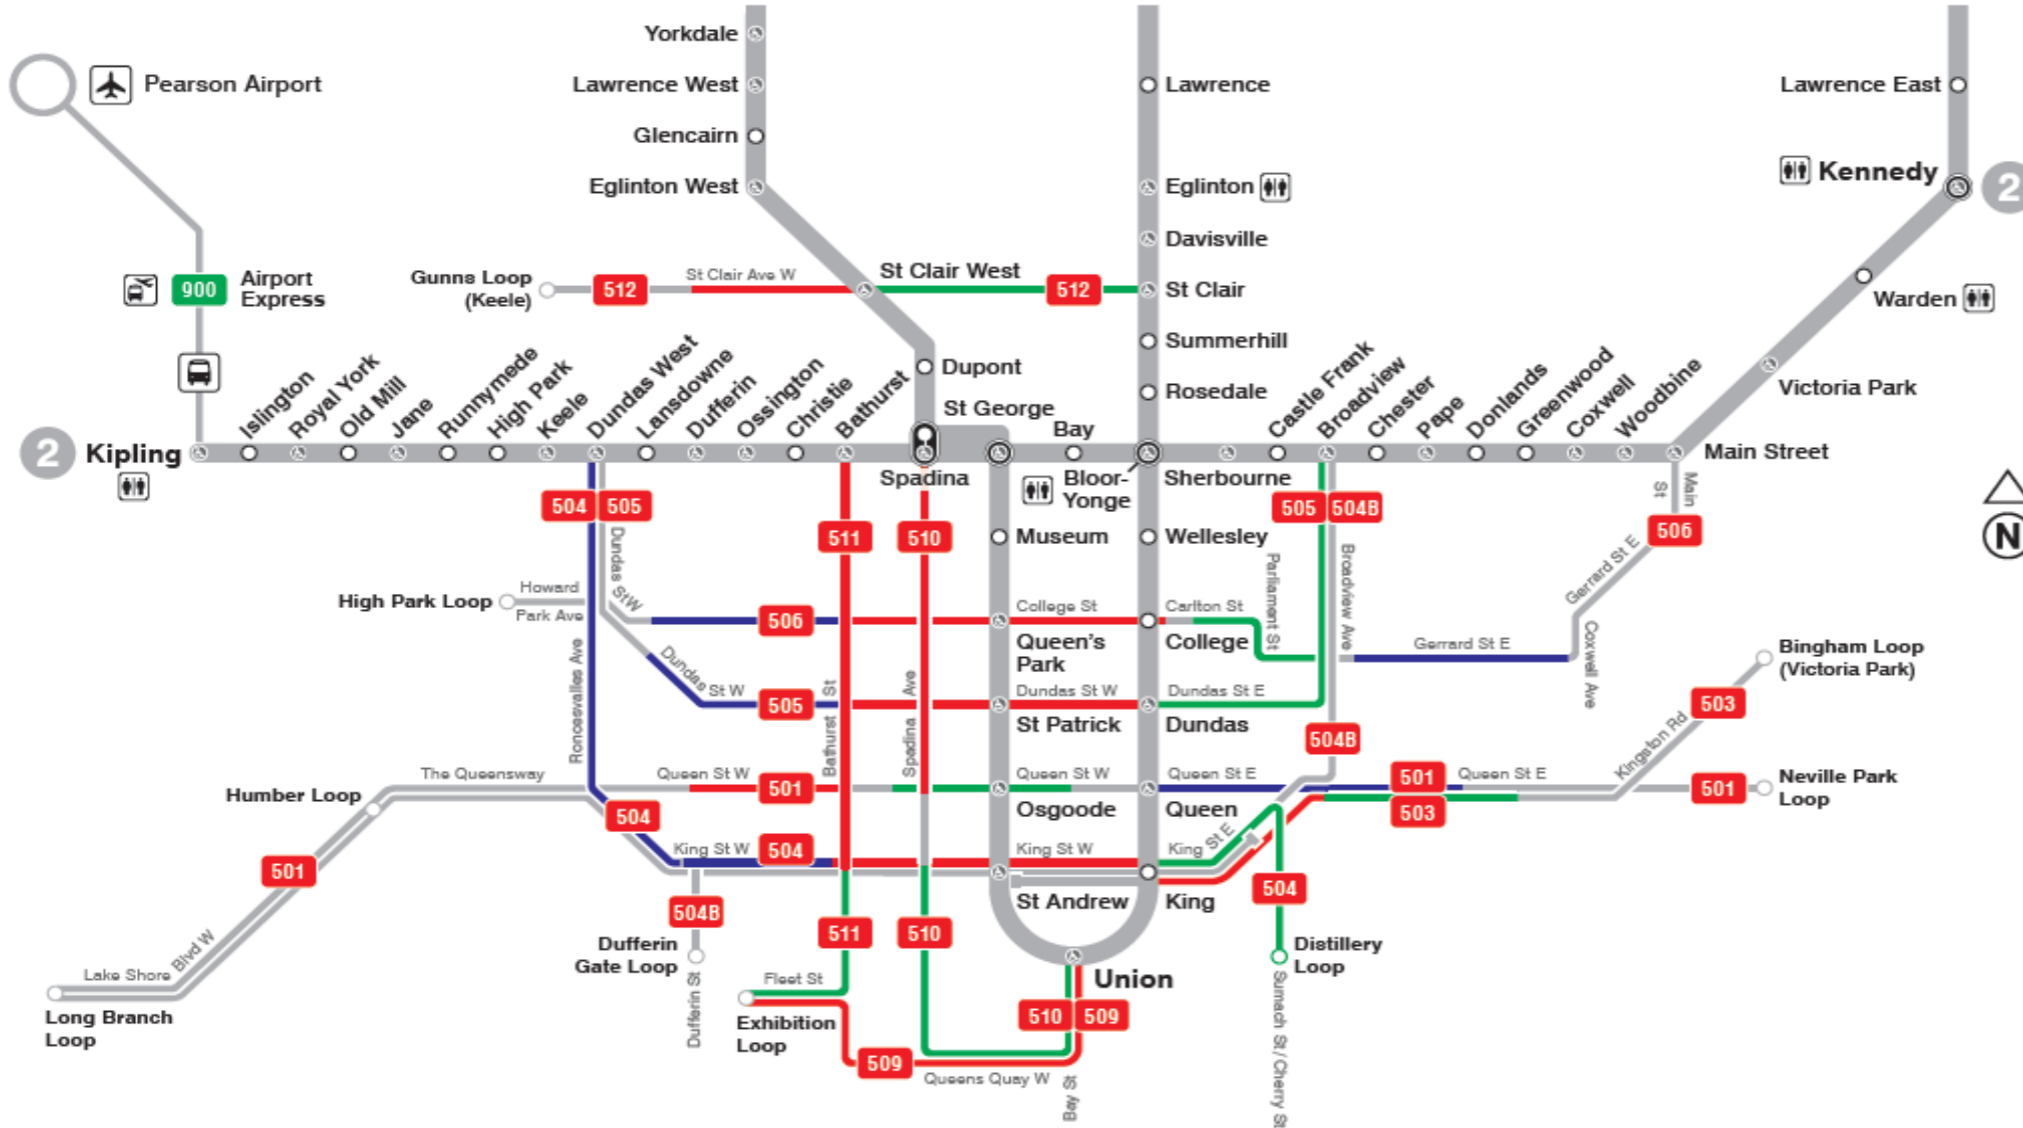 Yorkdale
Lawrence West
Glencairn
Eglinton West
Pearson Airport
Lawrence
Lawrence East
Kennedy
2
Eglinton
Davisville
900
Airport
Express
Gunns Loop
(Keele)
512
St Clair Ave W
St Clair West
512
St Clair
Warden
Summerhill
Dupont
Rosedale
Victoria Park
St George
2
Kipling
Islington
Royal York
Old Mill
Jane
Runnymede
High Park
Keele
Dundas West
Lansdowne
Dufferin
Ossington
Christie
Bathurst
Spadina
Bay
Bloor-
Yonge
Sherbourne
Castle Frank
Broadview
Chester
Pape
Donlands
Greenwood
Coxwell
Woodbine
Main Street
Main
St
N
504
505
511
510
Museum
Wellesley
505
504B
506
Dundas St W
Parliament St
Broadview Ave
Gerrard St E
High Park Loop
Howard
Park Ave
506
College St
Carlton St
Queen's
Park
College
Gerrard St E
Coxwell Ave
Bingham Loop
(Victoria Park)
Roncesvalles Ave
Dundas
St W
505
Bathurst St
Spadina Ave
Dundas St W
Dundas St E
St Patrick
Dundas
504B
503
Kingston Rd
The Queensway
Humber Loop
Queen St W
501
Queen St W
Queen St E
Osgoode
Queen
501
Queen St E
503
501
Neville Park
Loop
504
King St W
504
King St W
King St E
501
504B
St Andrew
King
504
Lake Shore Blvd W
Long Branch
Loop
Dufferin
Gate Loop
Dufferin St
511
510
Distillery
Loop
Sumach St / Cherry St
Fleet St
Exhibition
Loop
Union
510
509
509
Queens Quay W
Bay St